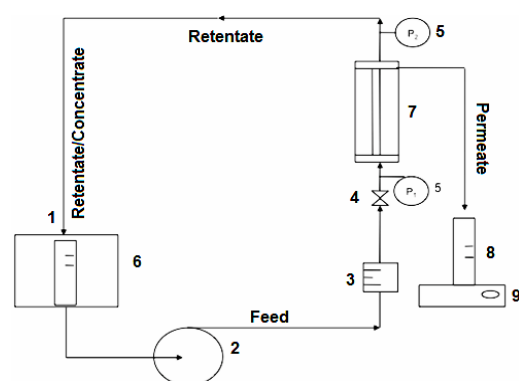 Retentate
P2
5
Retentate/Concentrate
7
Permeate
1
4
P1
5
6
3
8
9
Feed
2